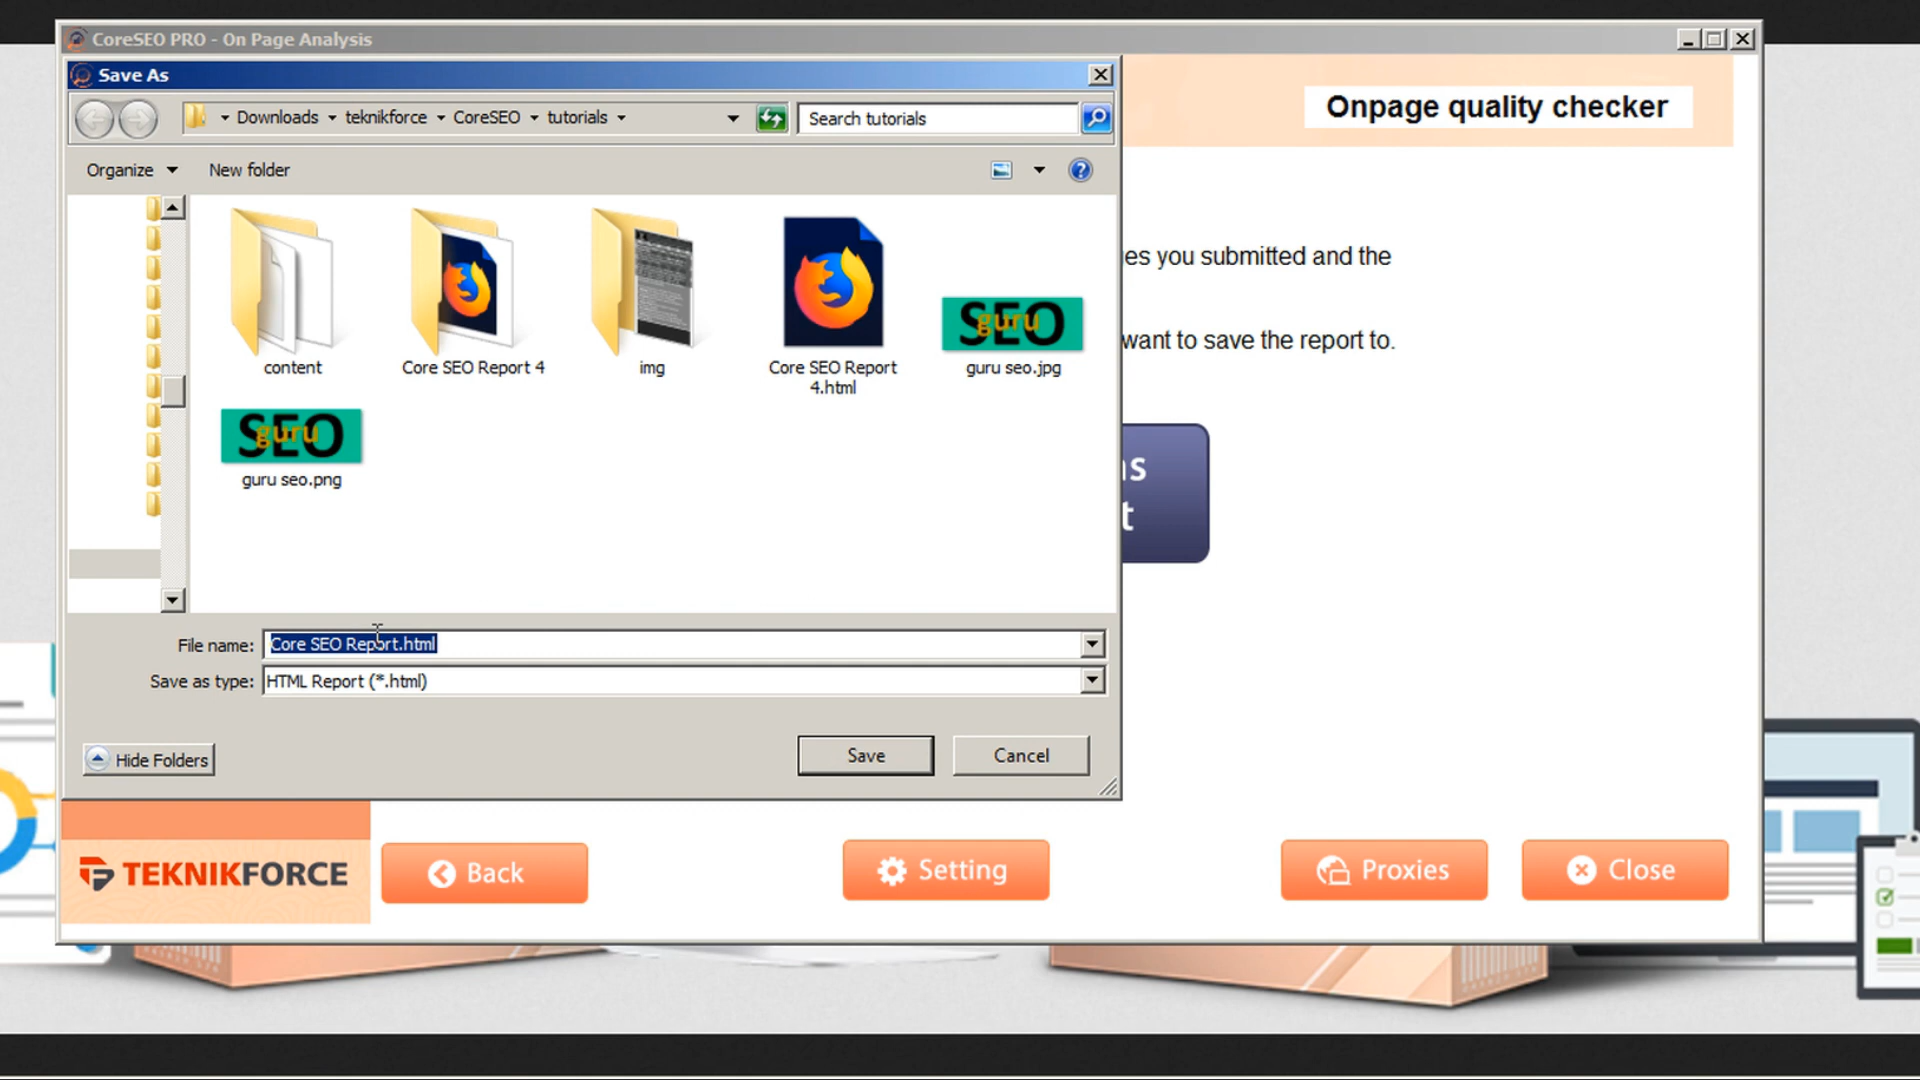 CoreSEO PRO - On Page Analysis
Save As
Downloads teknikforce CoreSEO tutorials
Search tutorials
Onpage quality checker
Organize
New folder
you submitted and the
want to save the report to.
content
Core SEO Report 4
img
Core SEO Report
4.html
guru seo.jpg
SEO
guru
SEO
guru
guru seo.png
File name:
Core SEO Report.html
Save as type:
HTML Report (*.html)
Hide Folders
Save
Cancel
TEKNIKFORCE
Back
Setting
Proxies
Close